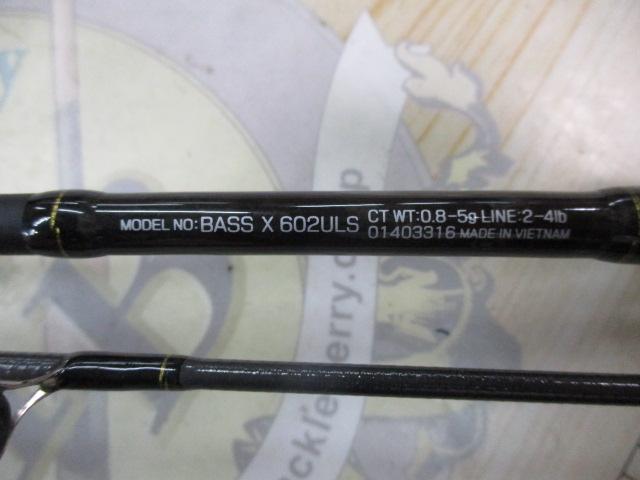 MODEL NO: BASS X 602ULS CT WT:0.8-5g LINE:2-4lb
01403316 MADE IN VIETNAM